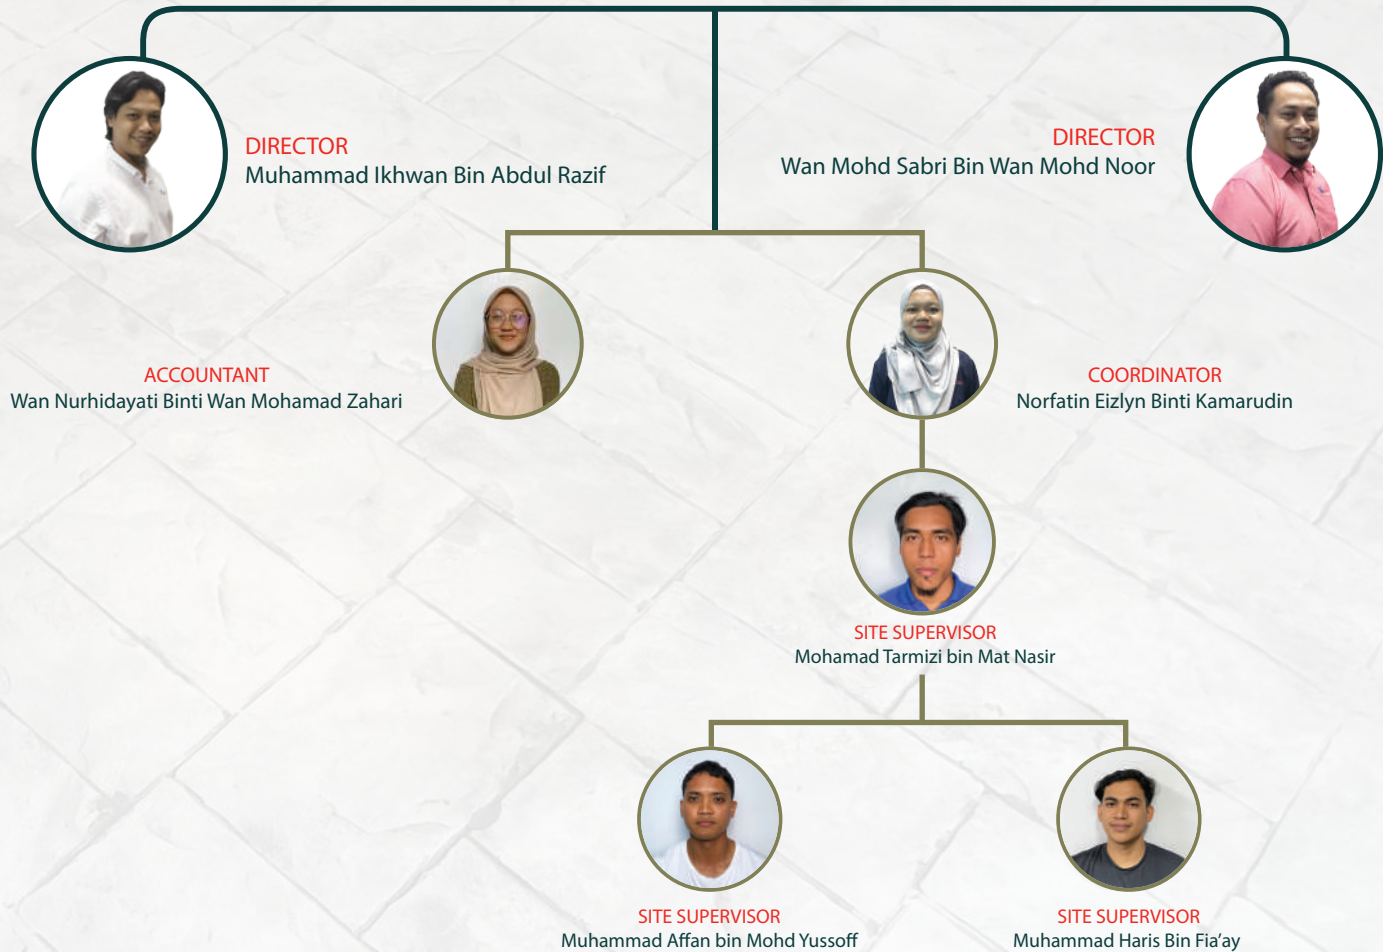 DIRECTOR
Muhammad Ikhwan Bin Abdul Razif
DIRECTOR
Wan Mohd Sabri Bin Wan Mohd Noor
ACCOUNTANT
Wan Nurhidayati Binti Wan Mohamad Zahari
COORDINATOR
Norfatin Eizlyn Binti Kamarudin
SITE SUPERVISOR
Mohamad Tarmizi bin Mat Nasir
SITE SUPERVISOR
Muhammad Affan bin Mohd Yussoff
SITE SUPERVISOR
Muhammad Haris Bin Fia'ay